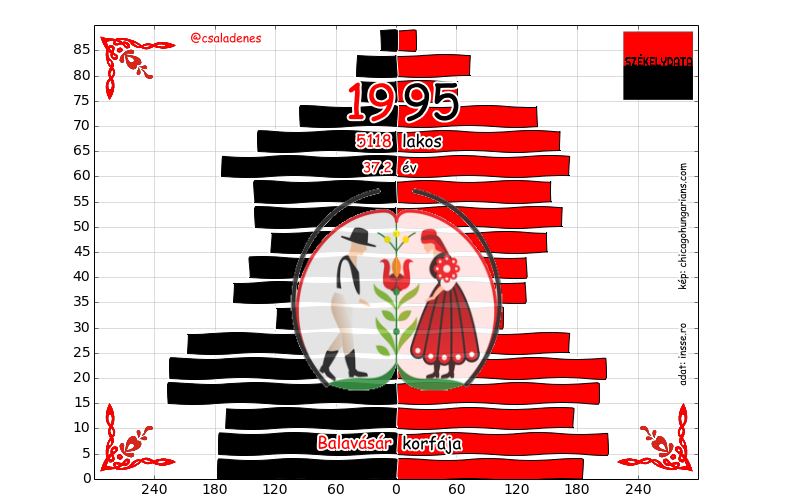 @csaladenes
SZÉKELYDATA
1995
5118 lakos
37.2 év
kép: chicagohungarians.com
adat: insse.ro
Balavásár korfája
85
80
75
70
65
60
55
50
45
40
35
30
25
20
15
10
5
0
240 180 120 60 0 60 120 180 240